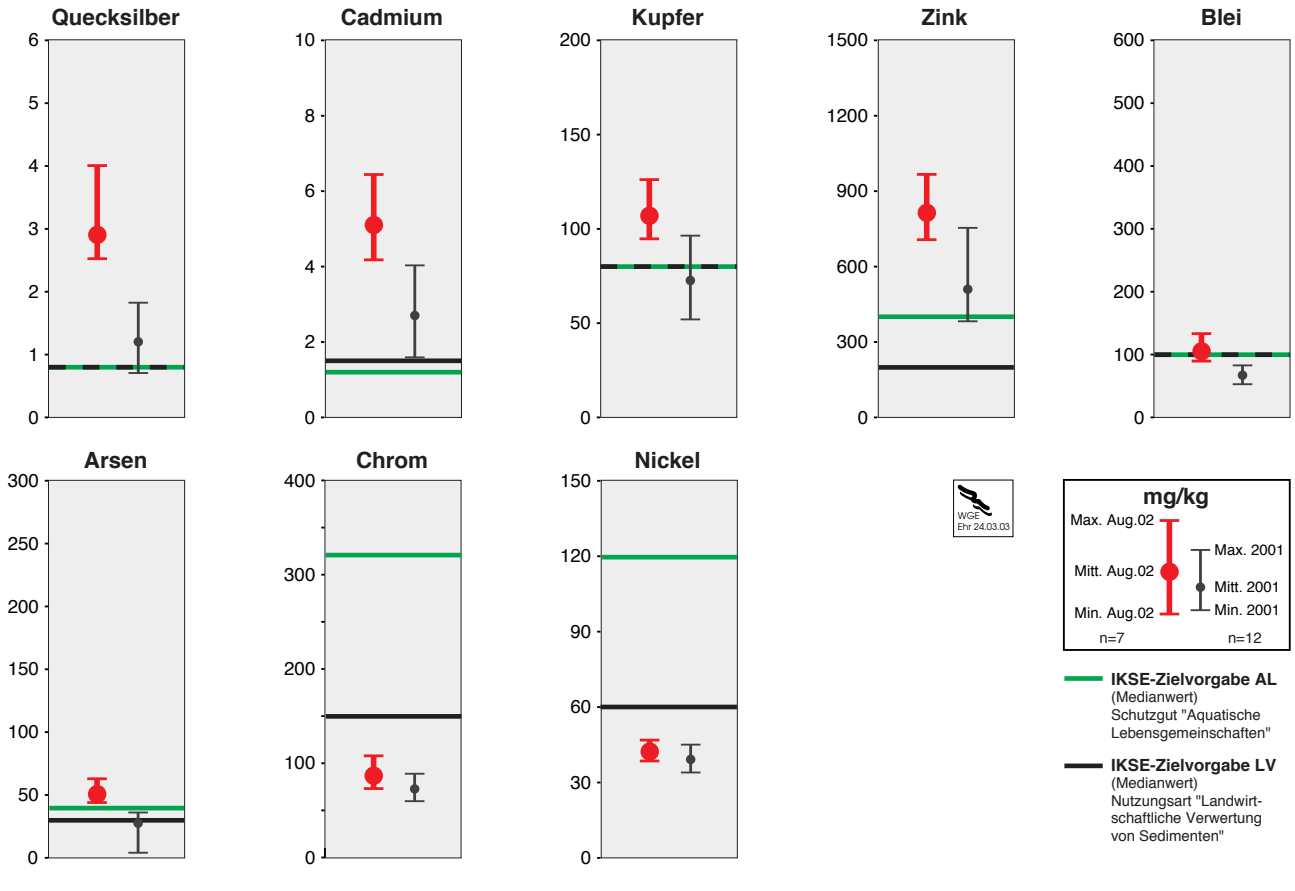 Quecksilber
6
5
4
3
2
1
0
Cadmium
10
8
6
4
2
0
Kupfer
200
150
100
50
0
Zink
1500
1200
900
600
300
0
Blei
600
500
400
300
200
100
0
Arsen
300
250
200
150
100
50
0
Chrom
400
300
200
100
0
Nickel
150
120
90
60
30
0
WGE
Ehr 24.03.03
mg/kg
Max. Aug.02
Max. 2001
Mitt. Aug.02
Mitt. 2001
Min. Aug.02
Min. 2001
n=7
n=12
IKSE-Zielvorgabe AL
(Medianwert)
Schutzgut "Aquatische
Lebensgemeinschaften"
IKSE-Zielvorgabe LV
(Medianwert)
Nutzungsart "Landwirt-
schaftliche Verwertung
von Sedimenten"